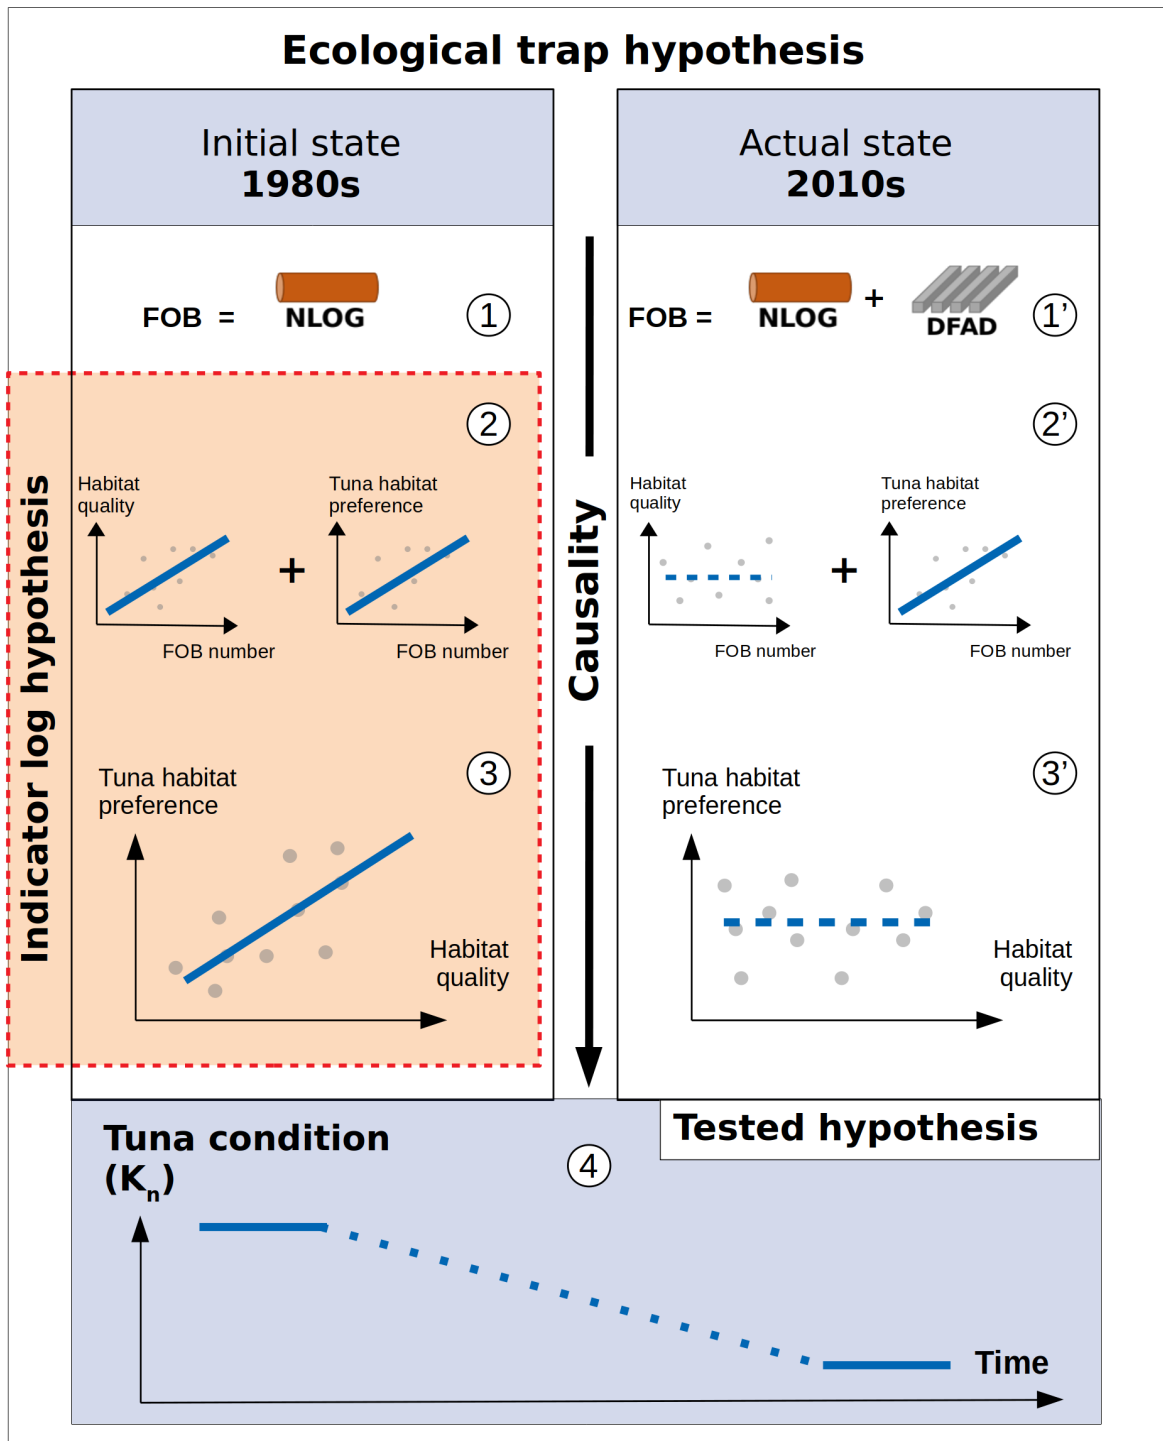 Ecological trap hypothesis
Initial state
1980s
Actual state
2010s
FOB =
NLOG
1
FOB =
NLOG
+
DFAD
1’
Indicator log hypothesis
2
Habitat
quality
FOB number
+
Tuna habitat
preference
FOB number
3
Tuna habitat
preference
Habitat
quality
Causality
2’
Habitat
quality
FOB number
+
Tuna habitat
preference
FOB number
3’
Tuna habitat
preference
Habitat
quality
Tested hypothesis
Tuna condition
(Kn)
4
Time